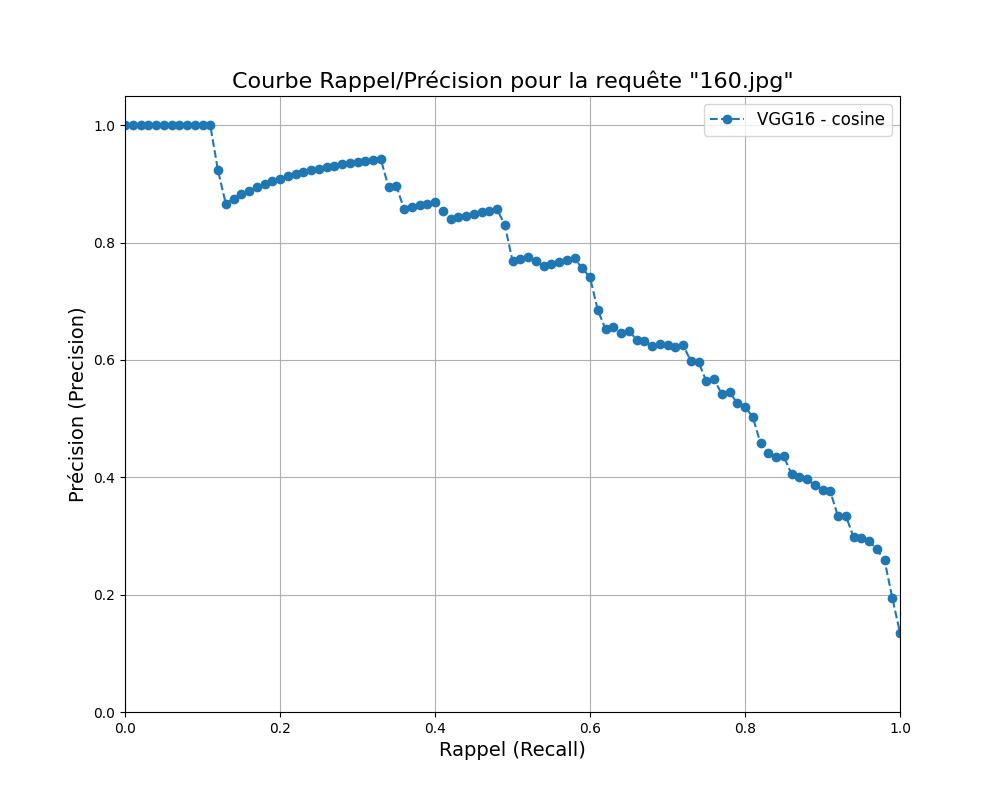 Courbe Rappel/Précision pour la requête "160.jpg"
VGG16 - cosine
1.0
0.8
0.6
0.4
0.2
0.0
Précision (Precision)
0.0 0.2 0.4 0.6 0.8 1.0
Rappel (Recall)